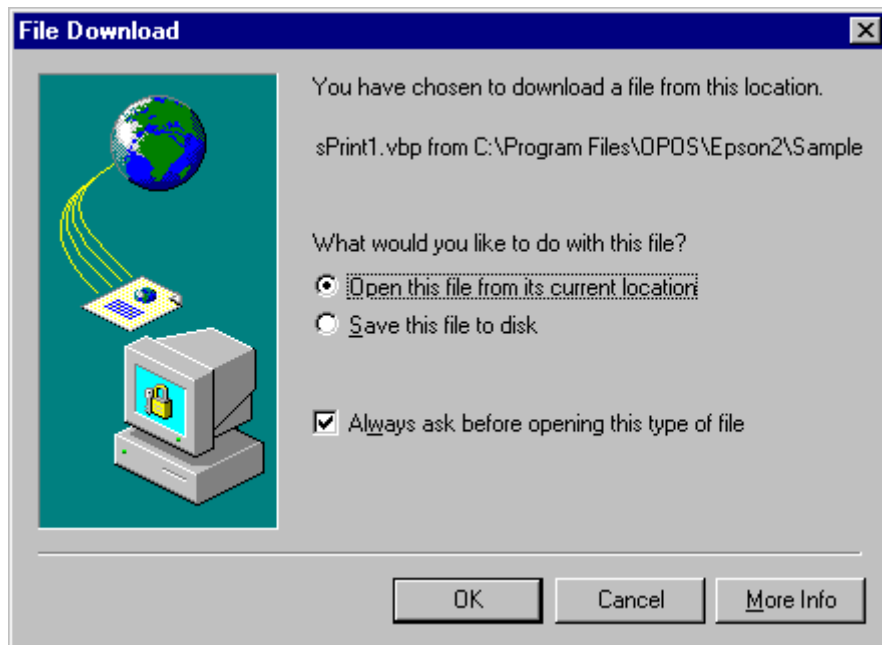 File Download
You have chosen to download a file from this location.
sPrint1.vbp from C:\Program Files\OPOS\Epson2\Sample
What would you like to do with this file?
Open this file from its current location
Save this file to disk
Always ask before opening this type of file
OK Cancel More Info